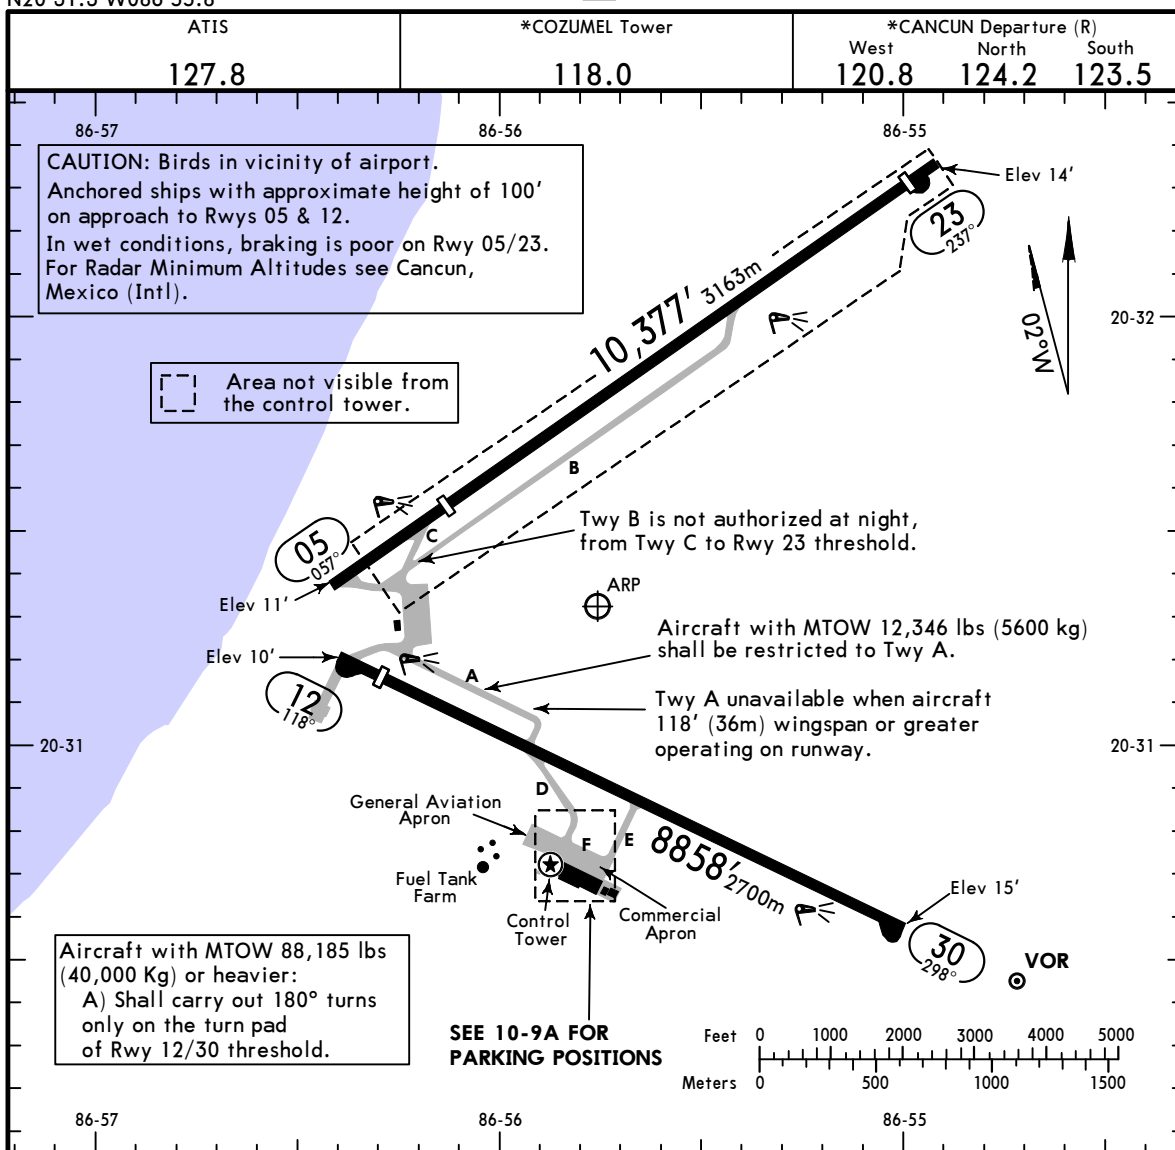 N20 31.3 W086 55.6
ATIS
127.8
*COZUMEL Tower
118.0
*CANCUN Departure (R)
West North South
120.8 124.2 123.5
86-57 86-56 86-55
CAUTION: Birds in vicinity of airport.
Anchored ships with approximate height of 100'
on approach to Rwys 05 & 12.
In wet conditions, braking is poor on Rwy 05/23.
For Radar Minimum Altitudes see Cancun,
Mexico (Intl).
Elev 14'
23
237°
02°W
20-32
10,377' 3163m
Area not visible from
the control tower.
B
C
05
057°
Twy B is not authorized at night,
from Twy C to Rwy 23 threshold.
ARP
Elev 11'
Aircraft with MTOW 12,346 lbs (5600 kg)
shall be restricted to Twy A.
Elev 10'
A
12
118°
Twy A unavailable when aircraft
118' (36m) wingspan or greater
operating on runway.
20-31
20-31
D
General Aviation
Apron
F
E
8858' 2700m
Fuel Tank
Farm
Control
Tower
Commercial
Apron
Elev 15'
30
298°
VOR
Aircraft with MTOW 88,185 lbs
(40,000 Kg) or heavier:
A) Shall carry out 180° turns
only on the turn pad
of Rwy 12/30 threshold.
SEE 10-9A FOR
PARKING POSITIONS
Feet 0 1000 2000 3000 4000 5000
Meters 0 500 1000 1500
86-57 86-56 86-55